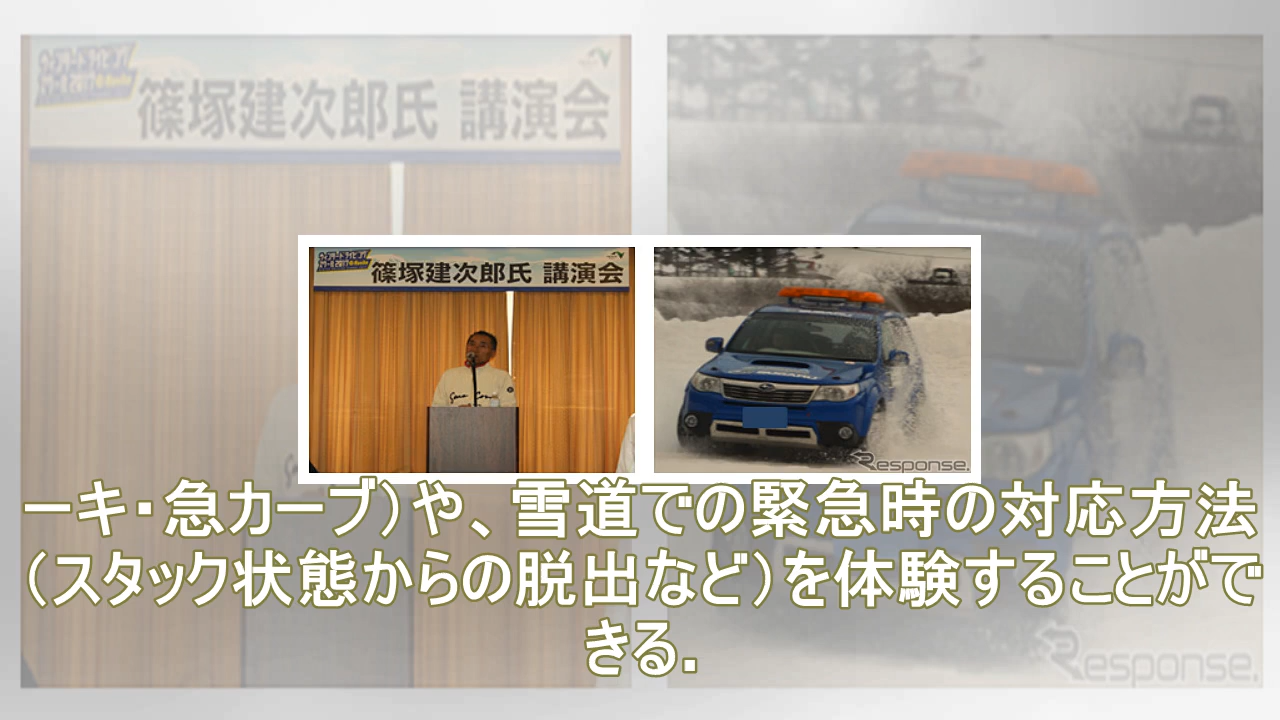 篠塚建次郎氏 講演会
篠塚建次郎氏 講演会
SUBARU
Response.
ーキ・急カーブ）や、雪道での緊急時の対応方法
（スタック状態からの脱出など）を体験することがで
きる.
Response.